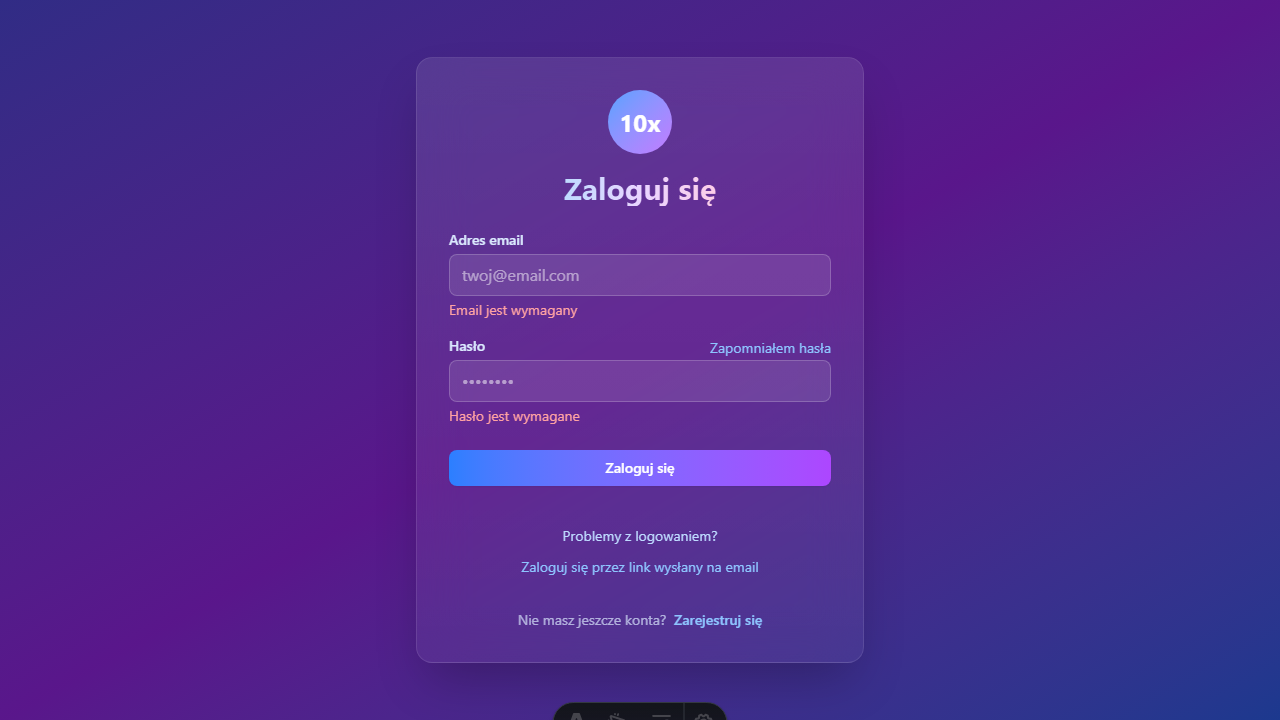 10x
Zaloguj się
Adres email
twoj@email.com
Email jest wymagany
Hasło
Zapomniałem hasła
••••••••
Hasło jest wymagane
Zaloguj się
Problemy z logowaniem?
Zaloguj się przez link wysłany na email
Nie masz jeszcze konta? Zarejestruj się